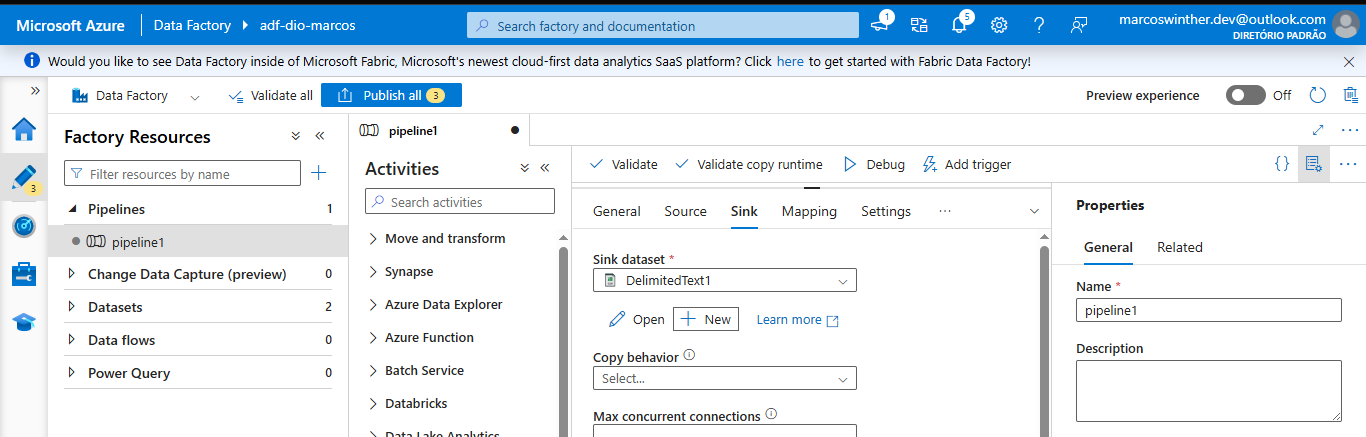 Microsoft Azure Data Factory adf-dio-marcos Search factory and documentation 1 5 marcoswinther.dev@outlook.com
DIRETÓRIO PADRÃO
Would you like to see Data Factory inside of Microsoft Fabric, Microsoft's newest cloud-first data analytics SaaS platform? Click here to get started with Fabric Data Factory!
Data Factory Validate all Publish all 3 Preview experience Off
3
Factory Resources
Filter resources by name
Pipelines 1
pipeline1
Change Data Capture (preview) 0
Datasets 2
Data flows 0
Power Query 0
pipeline1
Activities
Search activities
Move and transform
Synapse
Azure Data Explorer
Azure Function
Batch Service
Databricks
Data Lake Analytics
Validate Validate copy runtime Debug Add trigger
General Source Sink Mapping Settings
Sink dataset *
DelimitedText1
Open New Learn more
Copy behavior
Select...
Max concurrent connections
Properties
General Related
Name *
pipeline1
Description